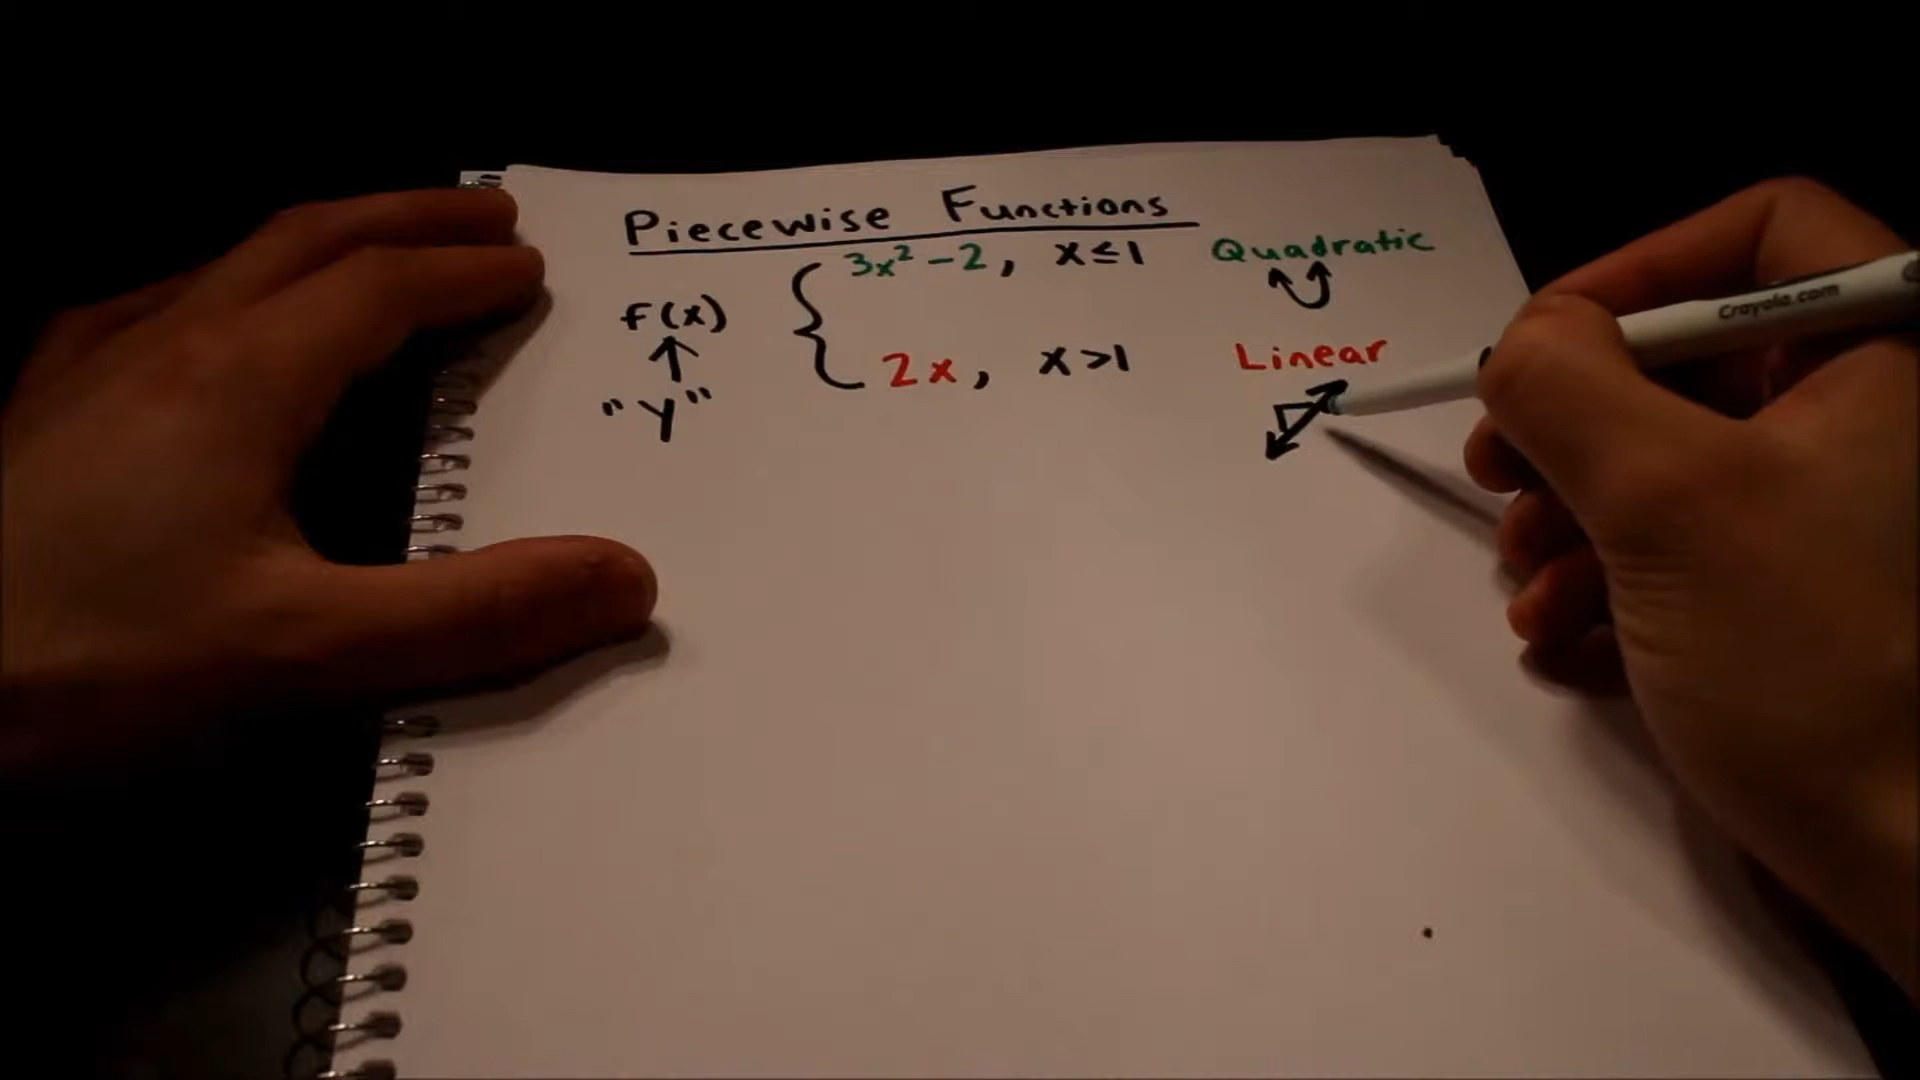 Piecewise Functions
3x² - 2, x ≤ 1 Quadratic
f(x) {
2x, x > 1 Linear
"Y"
Crayola.com